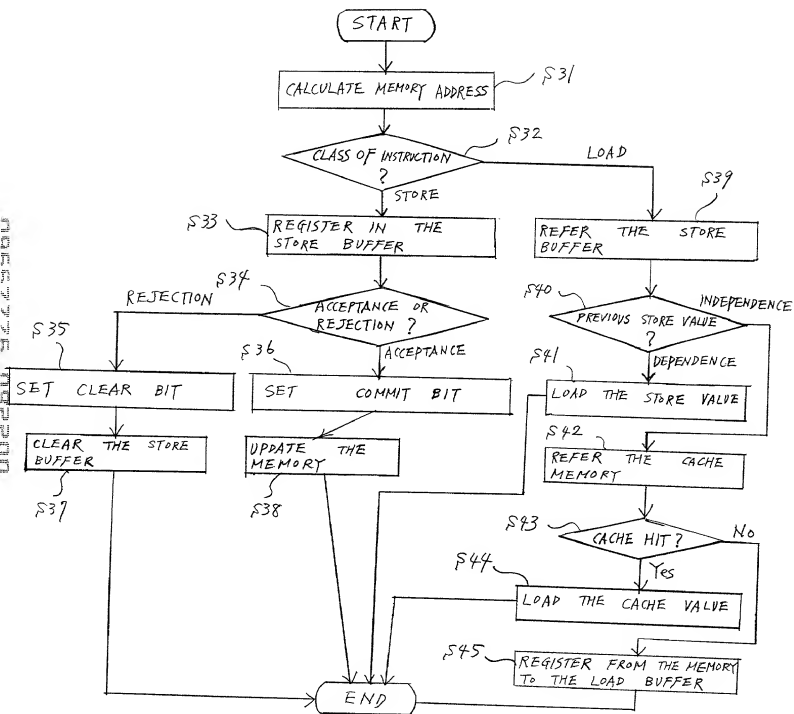 START
S31
CALCULATE MEMORY ADDRESS
S32
CLASS OF INSTRUCTION
?
LOAD
STORE
S33
REGISTER IN THE
STORE BUFFER
S39
REFER THE STORE
BUFFER
S34
ACCEPTANCE OR
REJECTION ?
REJECTION
ACCEPTANCE
S40
PREVIOUS STORE VALUE
?
INDEPENDENCE
DEPENDENCE
S35
SET CLEAR BIT
S36
SET COMMIT BIT
S41
LOAD THE STORE VALUE
CLEAR THE STORE
BUFFER
S37
UPDATE THE
MEMORY
S38
S42
REFER THE CACHE
MEMORY
S43
CACHE HIT ?
No
Yes
S44
LOAD THE CACHE VALUE
S45
REGISTER FROM THE MEMORY
TO THE LOAD BUFFER
END